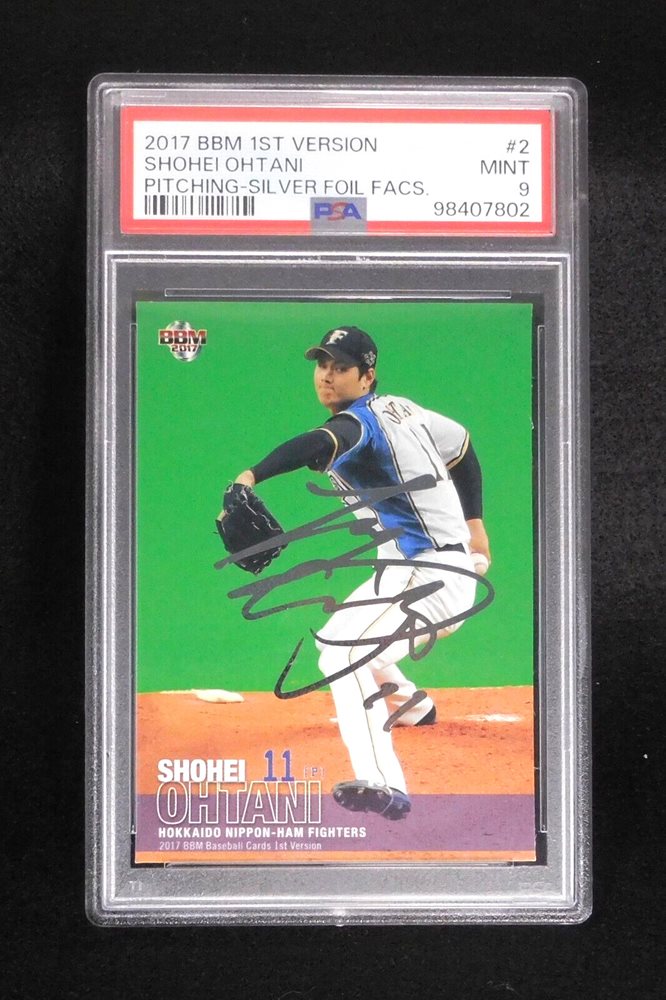 2017 BBM 1ST VERSION #2
SHOHEI OHTANI MINT
PITCHING-SILVER FOIL FACS. 9
PSA 98407802
BBM
2017
F
11
SHOHEI 11 [P]
OHTANI
HOKKAIDO NIPPON-HAM FIGHTERS
2017 BBM Baseball Cards 1st Version